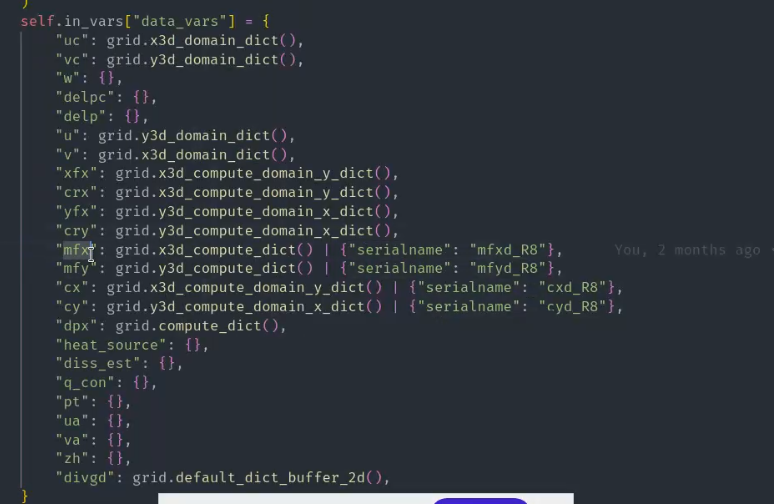 )
self.in_vars["data_vars"] = {
"uc": grid.x3d_domain_dict(),
"vc": grid.y3d_domain_dict(),
"w": {},
"delpc": {},
"delp": {},
"u": grid.y3d_domain_dict(),
"v": grid.x3d_domain_dict(),
"xfx": grid.x3d_compute_domain_y_dict(),
"crx": grid.x3d_compute_domain_y_dict(),
"yfx": grid.y3d_compute_domain_x_dict(),
"cry": grid.y3d_compute_domain_x_dict(),
"mfx": grid.x3d_compute_dict() | {"serialname": "mfxd_R8"}, You, 2 months ago
"mfy": grid.y3d_compute_dict() | {"serialname": "mfyd_R8"},
"cx": grid.x3d_compute_domain_y_dict() | {"serialname": "cxd_R8"},
"cy": grid.y3d_compute_domain_x_dict() | {"serialname": "cyd_R8"},
"dpx": grid.compute_dict(),
"heat_source": {},
"diss_est": {},
"q_con": {},
"pt": {},
"ua": {},
"va": {},
"zh": {},
"divgd": grid.default_dict_buffer_2d(),
}